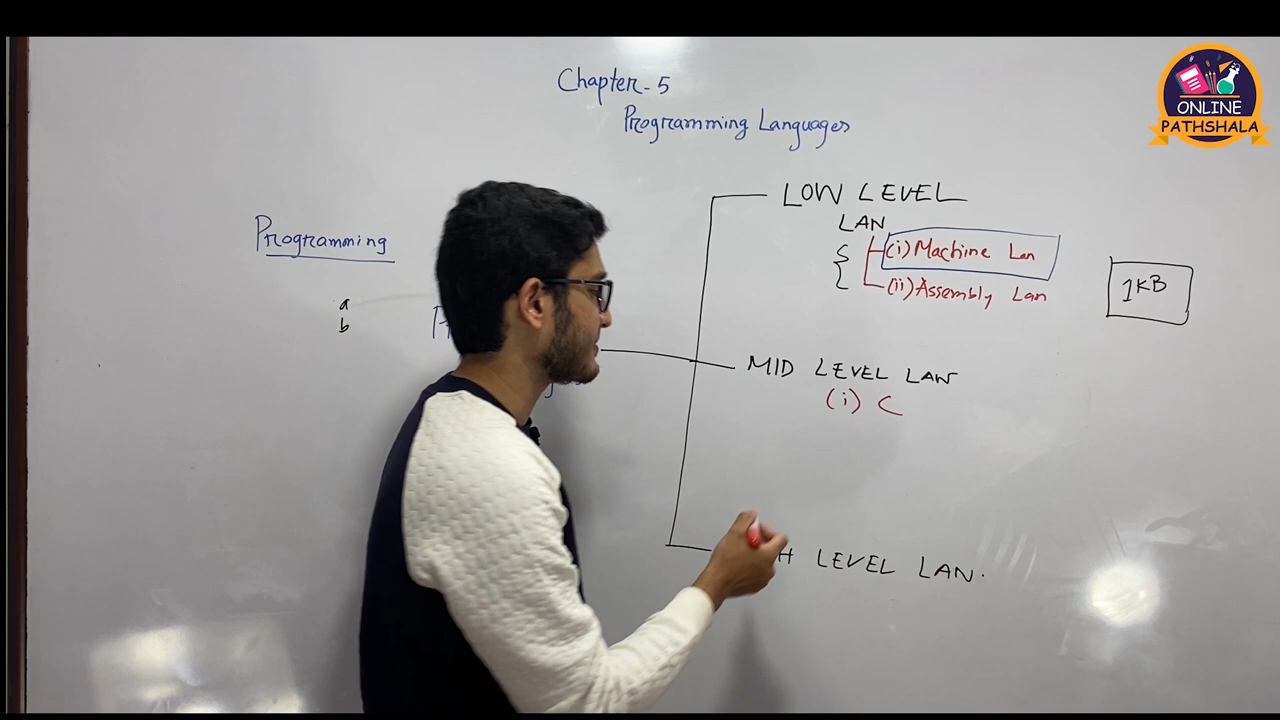 Chapter-5
Programming Languages
ONLINE
PATHSHALA
Programming
a
b
LOW LEVEL
LAN
(i) Machine Lan
(ii) Assembly Lan
1KB
MID LEVEL LAN
(i) C
LEVEL LAN.